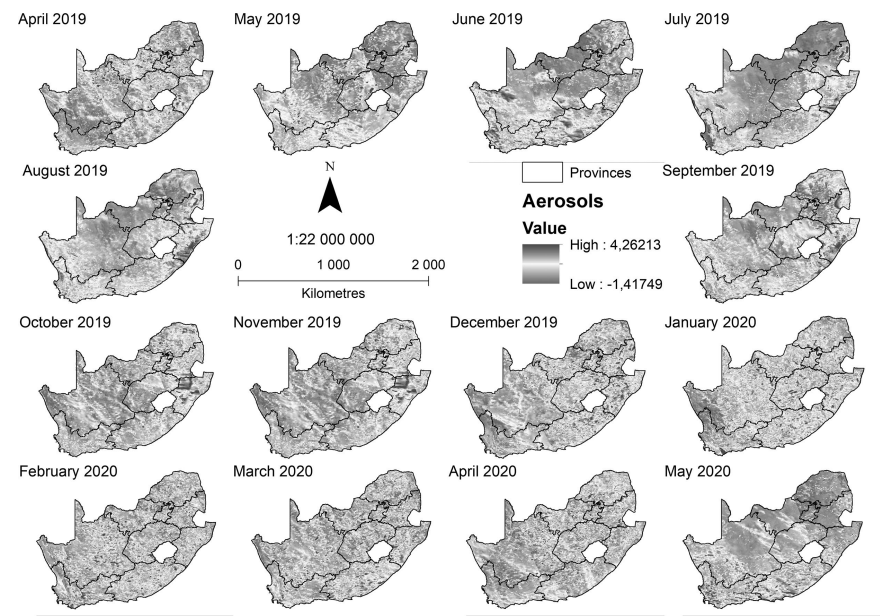 April 2019
May 2019
June 2019
July 2019
August 2019
N
1:22 000 000
0 1 000 2 000
Kilometres
Provinces
Aerosols
Value
High : 4,26213
Low : -1,41749
September 2019
October 2019
November 2019
December 2019
January 2020
February 2020
March 2020
April 2020
May 2020